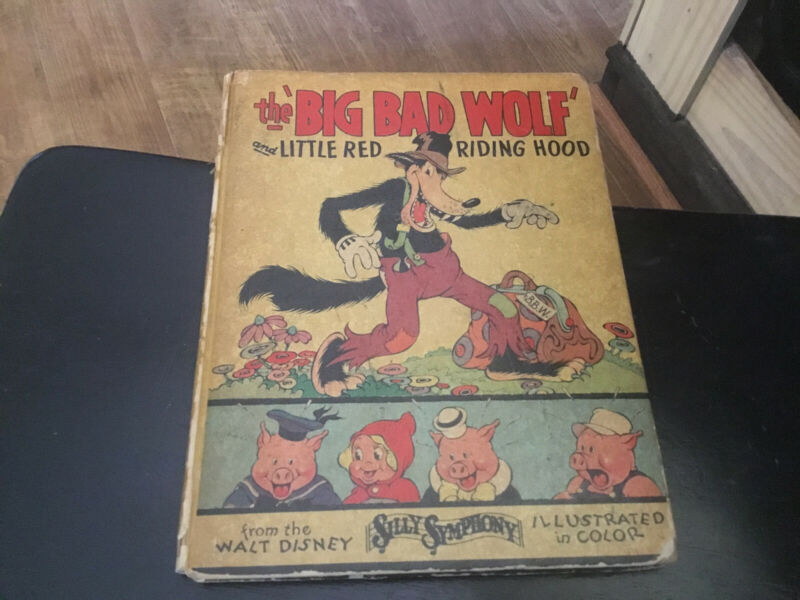 the 'BIG BAD WOLF'
and LITTLE RED RIDING HOOD
B.B.W.
from the WALT DISNEY
SILLY SYMPHONY
ILLUSTRATED in COLOR